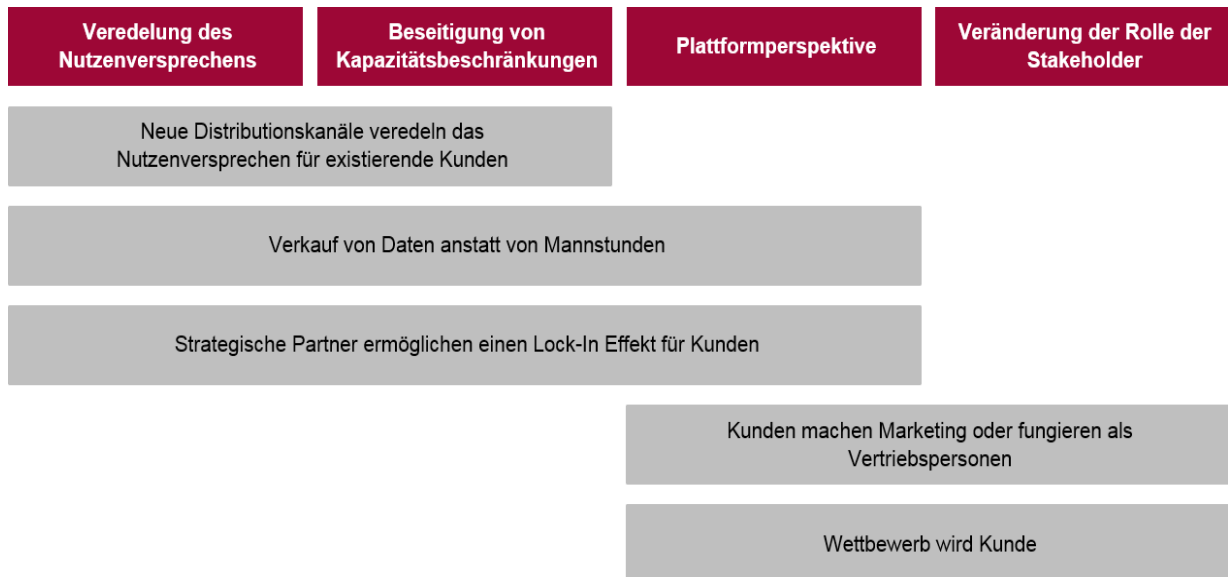 Veredelung des
Nutzenversprechens
Beseitigung von
Kapazitätsbeschränkungen
Plattformperspektive
Veränderung der Rolle der
Stakeholder
Neue Distributionskanäle veredeln das
Nutzenversprechen für existierende Kunden
Verkauf von Daten anstatt von Mannstunden
Strategische Partner ermöglichen einen Lock-In Effekt für Kunden
Kunden machen Marketing oder fungieren als
Vertriebspersonen
Wettbewerb wird Kunde